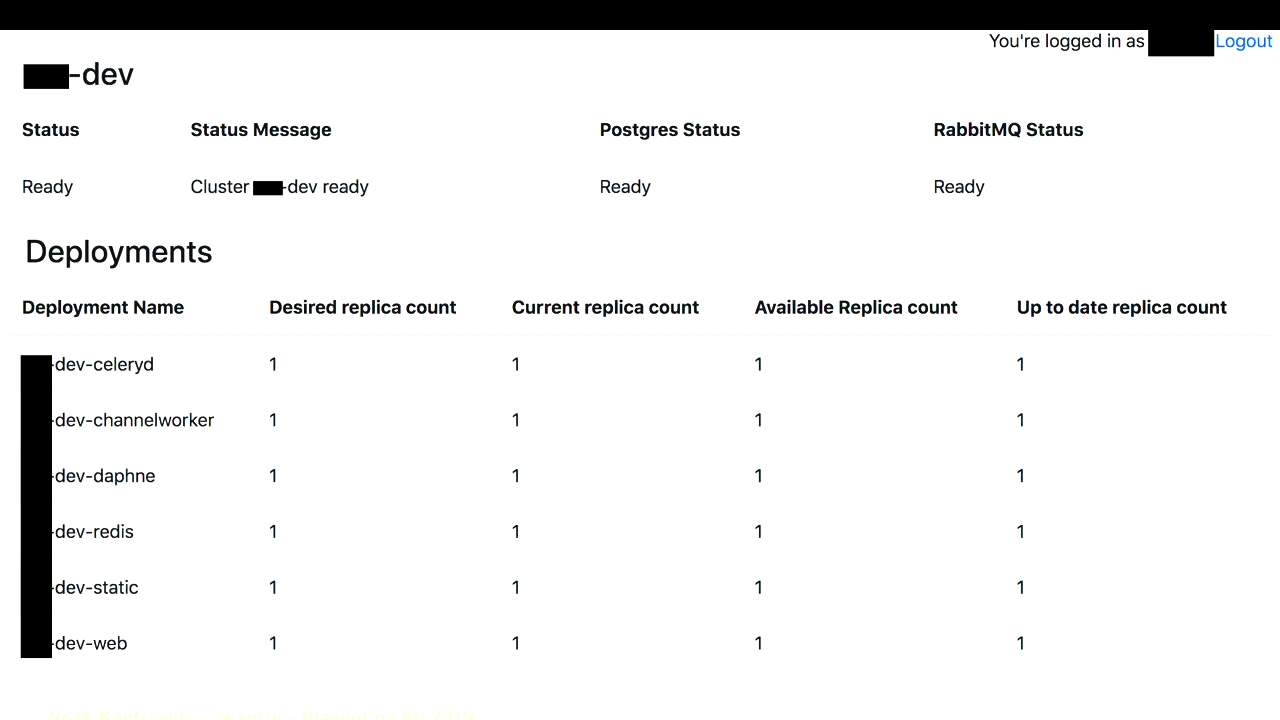 You're logged in as Logout
-dev
Status Status Message Postgres Status RabbitMQ Status
Ready Cluster -dev ready Ready Ready
Deployments
Deployment Name Desired replica count Current replica count Available Replica count Up to date replica count
-dev-celeryd 1 1 1 1
-dev-channelworker 1 1 1 1
-dev-daphne 1 1 1 1
-dev-redis 1 1 1 1
-dev-static 1 1 1 1
-dev-web 1 1 1 1